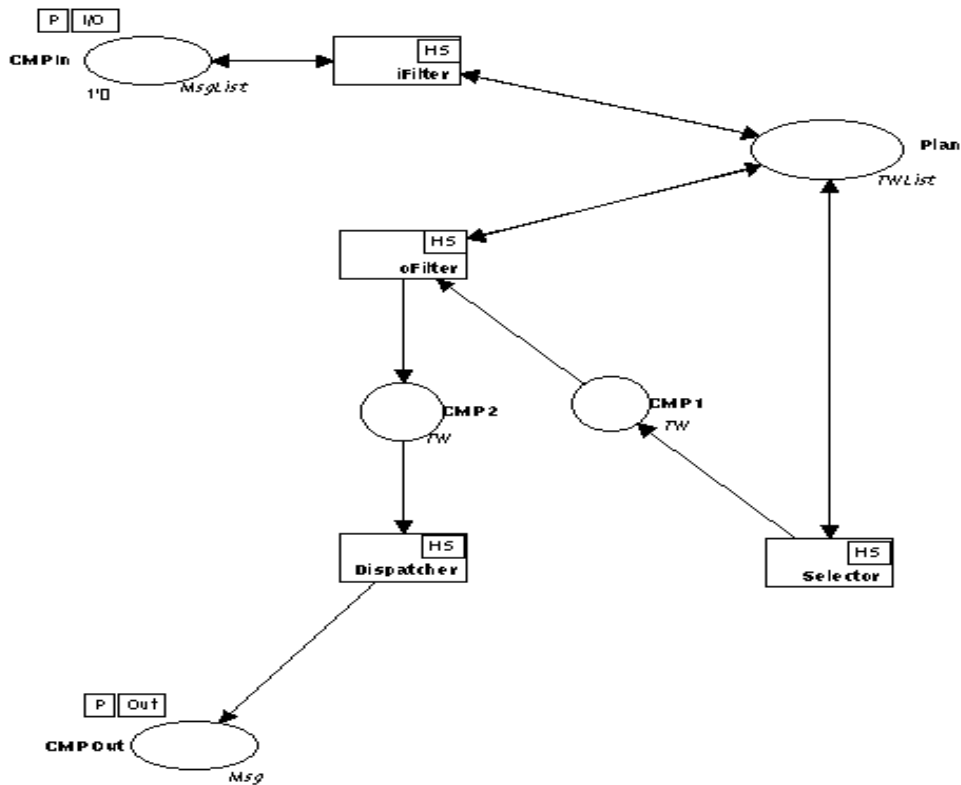 P I/O
CMPIn
MsgList
1'[]
HS
iFilter
Plan
TWList
HS
oFilter
CMP2
TW
CMP1
TW
HS
Dispatcher
HS
Selector
P Out
CMPOut
Msg